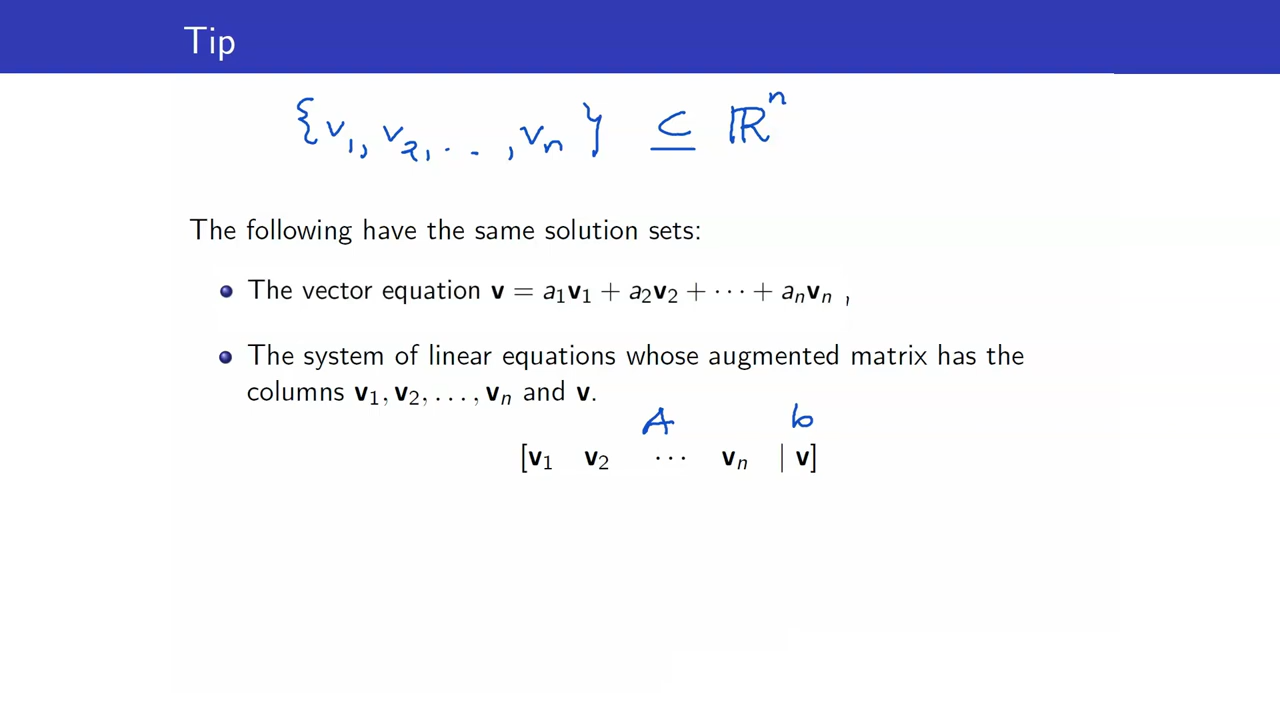 Tip
{v₁, v₂, . . . , vₙ} ⊆ ℝⁿ
The following have the same solution sets:
The vector equation v = a₁v₁ + a₂v₂ + · · · + aₙvₙ ,
The system of linear equations whose augmented matrix has the
columns v₁, v₂, . . . , vₙ and v.
A b
[v₁ v₂ · · · vₙ | v]